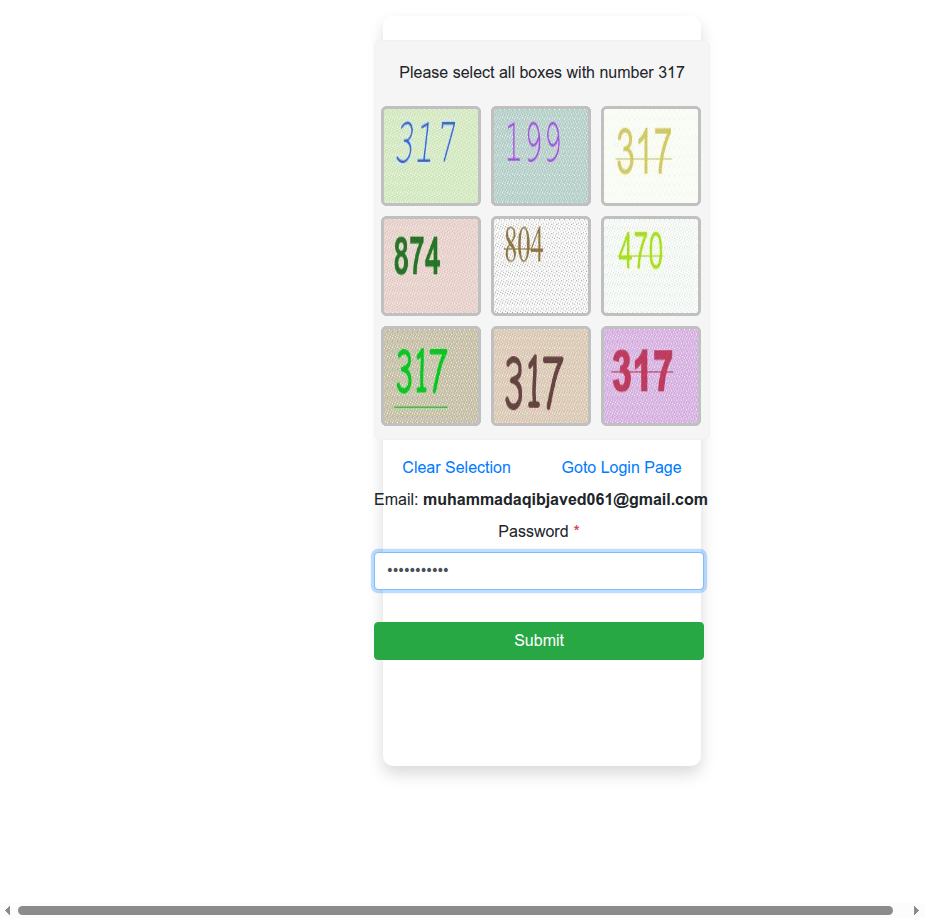 Please select all boxes with number 317
317 199 317
874 804 470
317 317 317
Clear Selection Goto Login Page
Email: muhammadaqibjaved061@gmail.com
Password *
•••••••••••
Submit